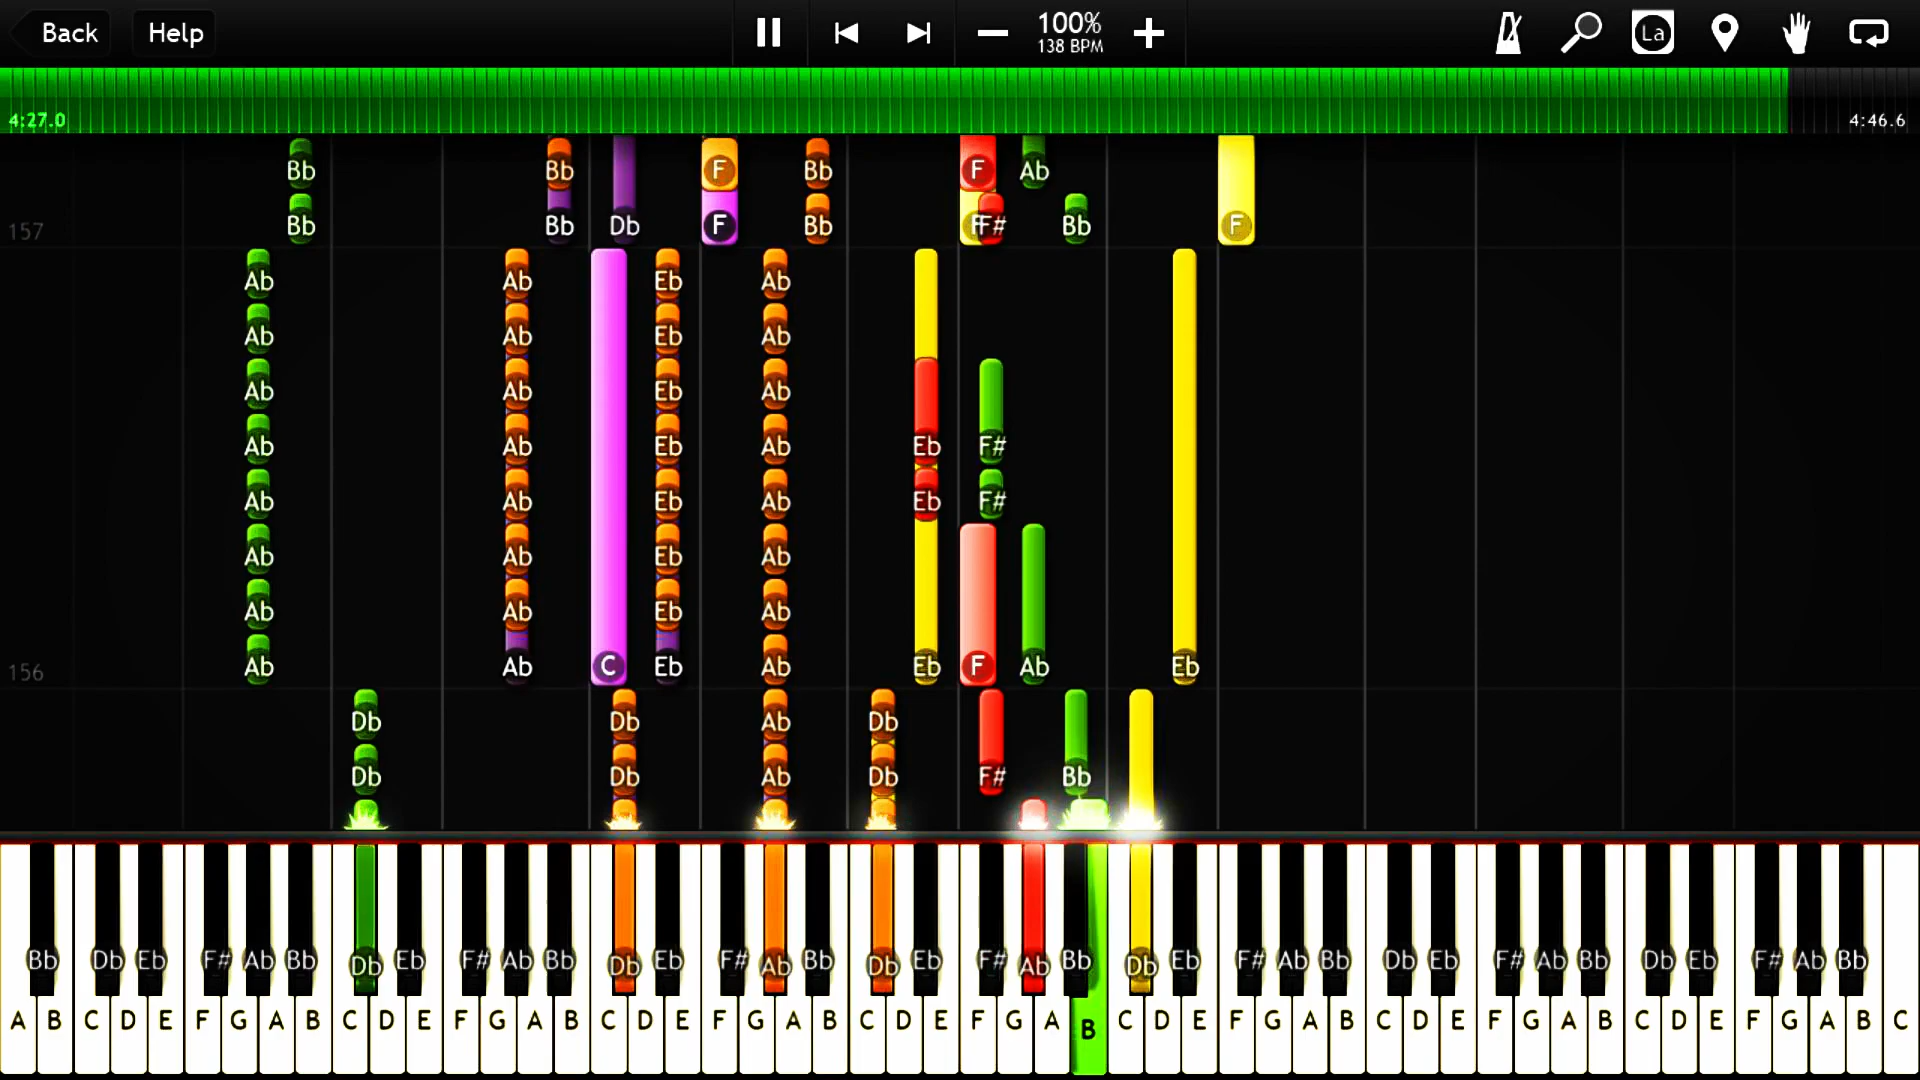 Back Help 100% La
138 BPM
4:27.0 4:46.6
Bb Bb F Bb F Ab
157 Bb Bb Db F Bb F F# Bb F
Ab Ab Eb Ab
Ab Ab Eb Ab
Ab Ab Eb Ab
Ab Ab Eb Ab Eb F#
Ab Ab Eb Ab Eb F#
Ab Ab Eb Ab
Ab Ab Eb Ab
156 Ab Ab C Eb Ab Eb F Ab Eb
Db Db Ab Db
Db Db Ab Db F# Bb
Bb Db Eb F# Ab Bb Db Eb F# Ab Bb Db Eb F# Ab Bb Db Eb F# Ab Bb Db Eb F# Ab Bb Db Eb F# Ab Bb Db Eb F# Ab Bb
A B C D E F G A B C D E F G A B C D E F G A B C D E F G A B C D E F G A B C D E F G A B C D E F G A B C